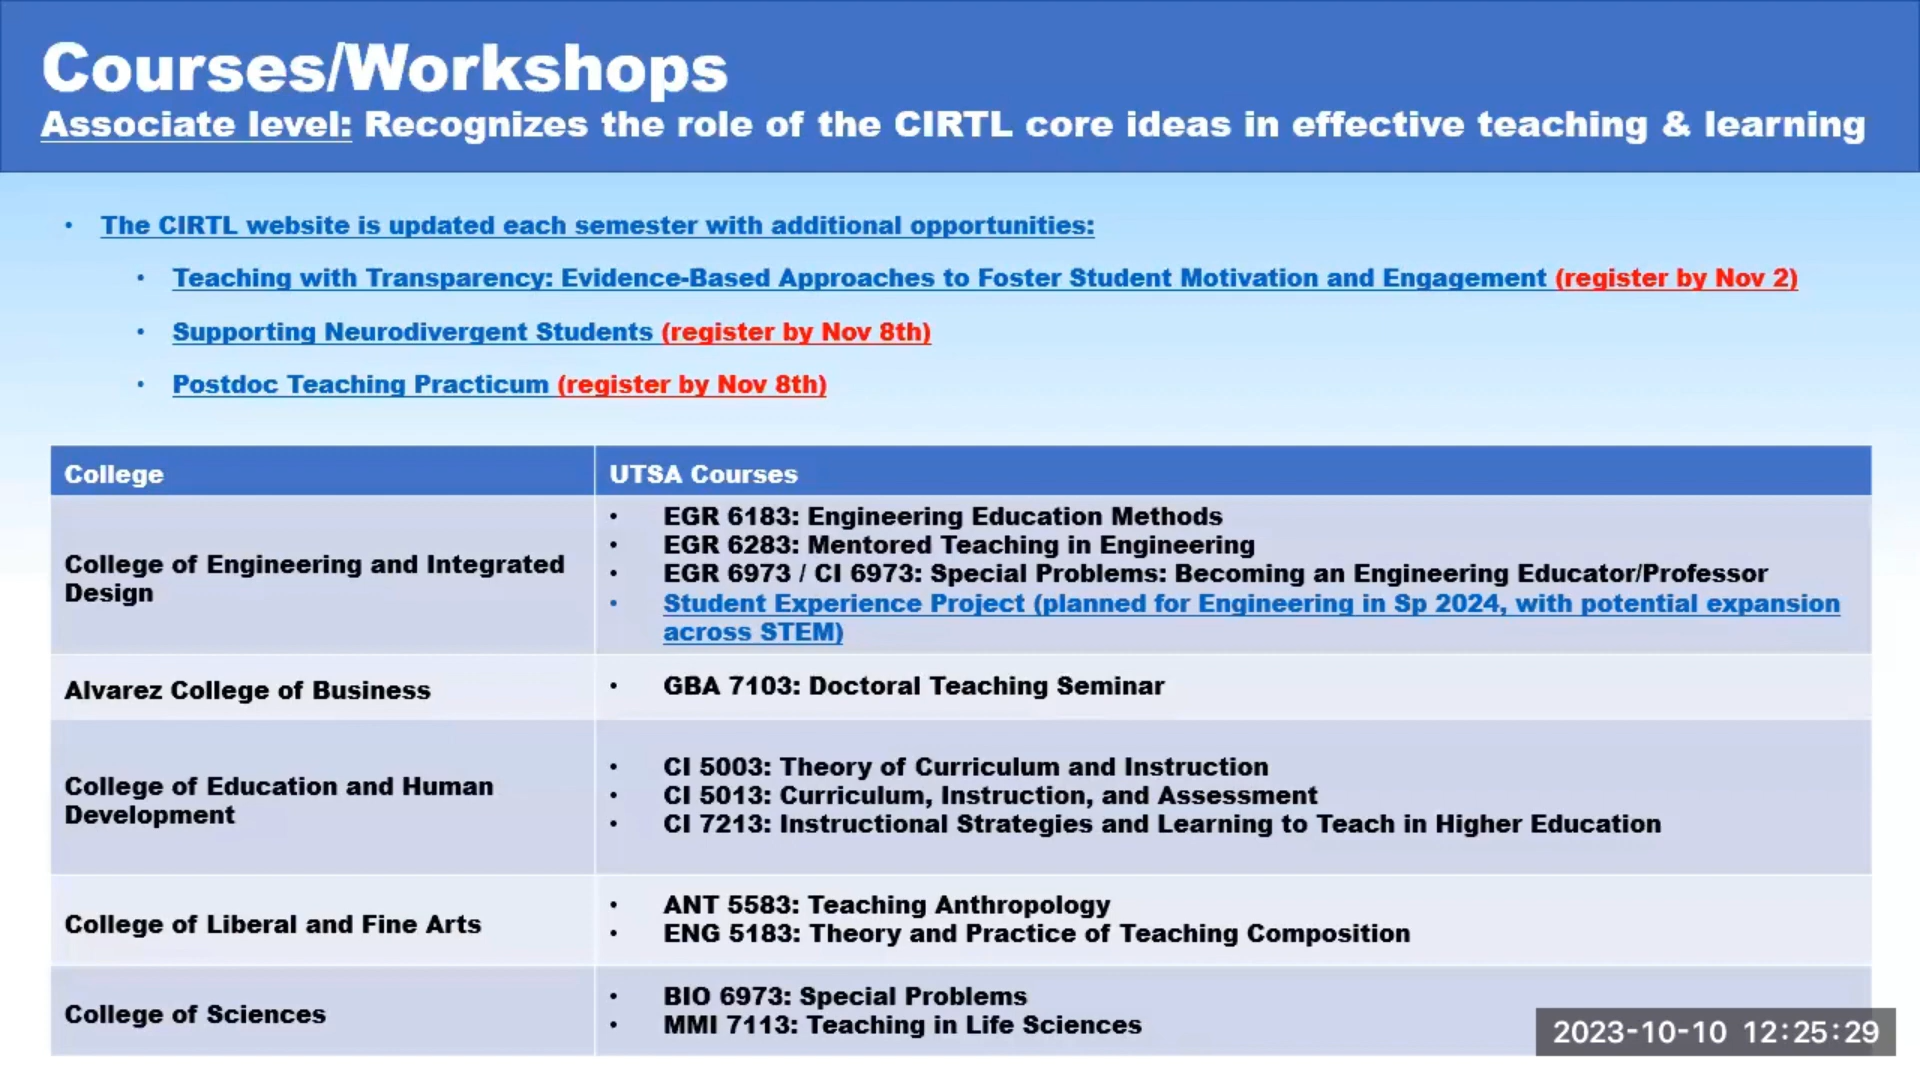 Courses/Workshops
Associate level: Recognizes the role of the CIRTL core ideas in effective teaching & learning
• The CIRTL website is updated each semester with additional opportunities:
• Teaching with Transparency: Evidence-Based Approaches to Foster Student Motivation and Engagement (register by Nov 2)
• Supporting Neurodivergent Students (register by Nov 8th)
• Postdoc Teaching Practicum (register by Nov 8th)
College
UTSA Courses
College of Engineering and Integrated
Design
• EGR 6183: Engineering Education Methods
• EGR 6283: Mentored Teaching in Engineering
• EGR 6973 / CI 6973: Special Problems: Becoming an Engineering Educator/Professor
• Student Experience Project (planned for Engineering in Sp 2024, with potential expansion
across STEM)
Alvarez College of Business
• GBA 7103: Doctoral Teaching Seminar
College of Education and Human
Development
• CI 5003: Theory of Curriculum and Instruction
• CI 5013: Curriculum, Instruction, and Assessment
• CI 7213: Instructional Strategies and Learning to Teach in Higher Education
College of Liberal and Fine Arts
• ANT 5583: Teaching Anthropology
• ENG 5183: Theory and Practice of Teaching Composition
College of Sciences
• BIO 6973: Special Problems
• MMI 7113: Teaching in Life Sciences
2023-10-10 12:25:29